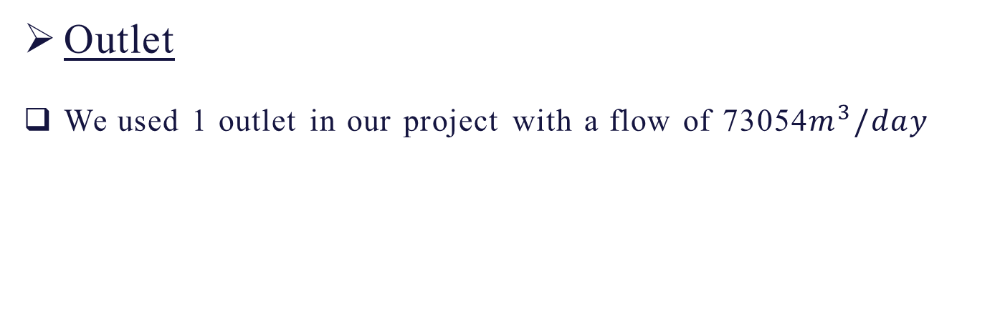 ➢ Outlet
❑ We used 1 outlet in our project with a flow of 73054m³/day